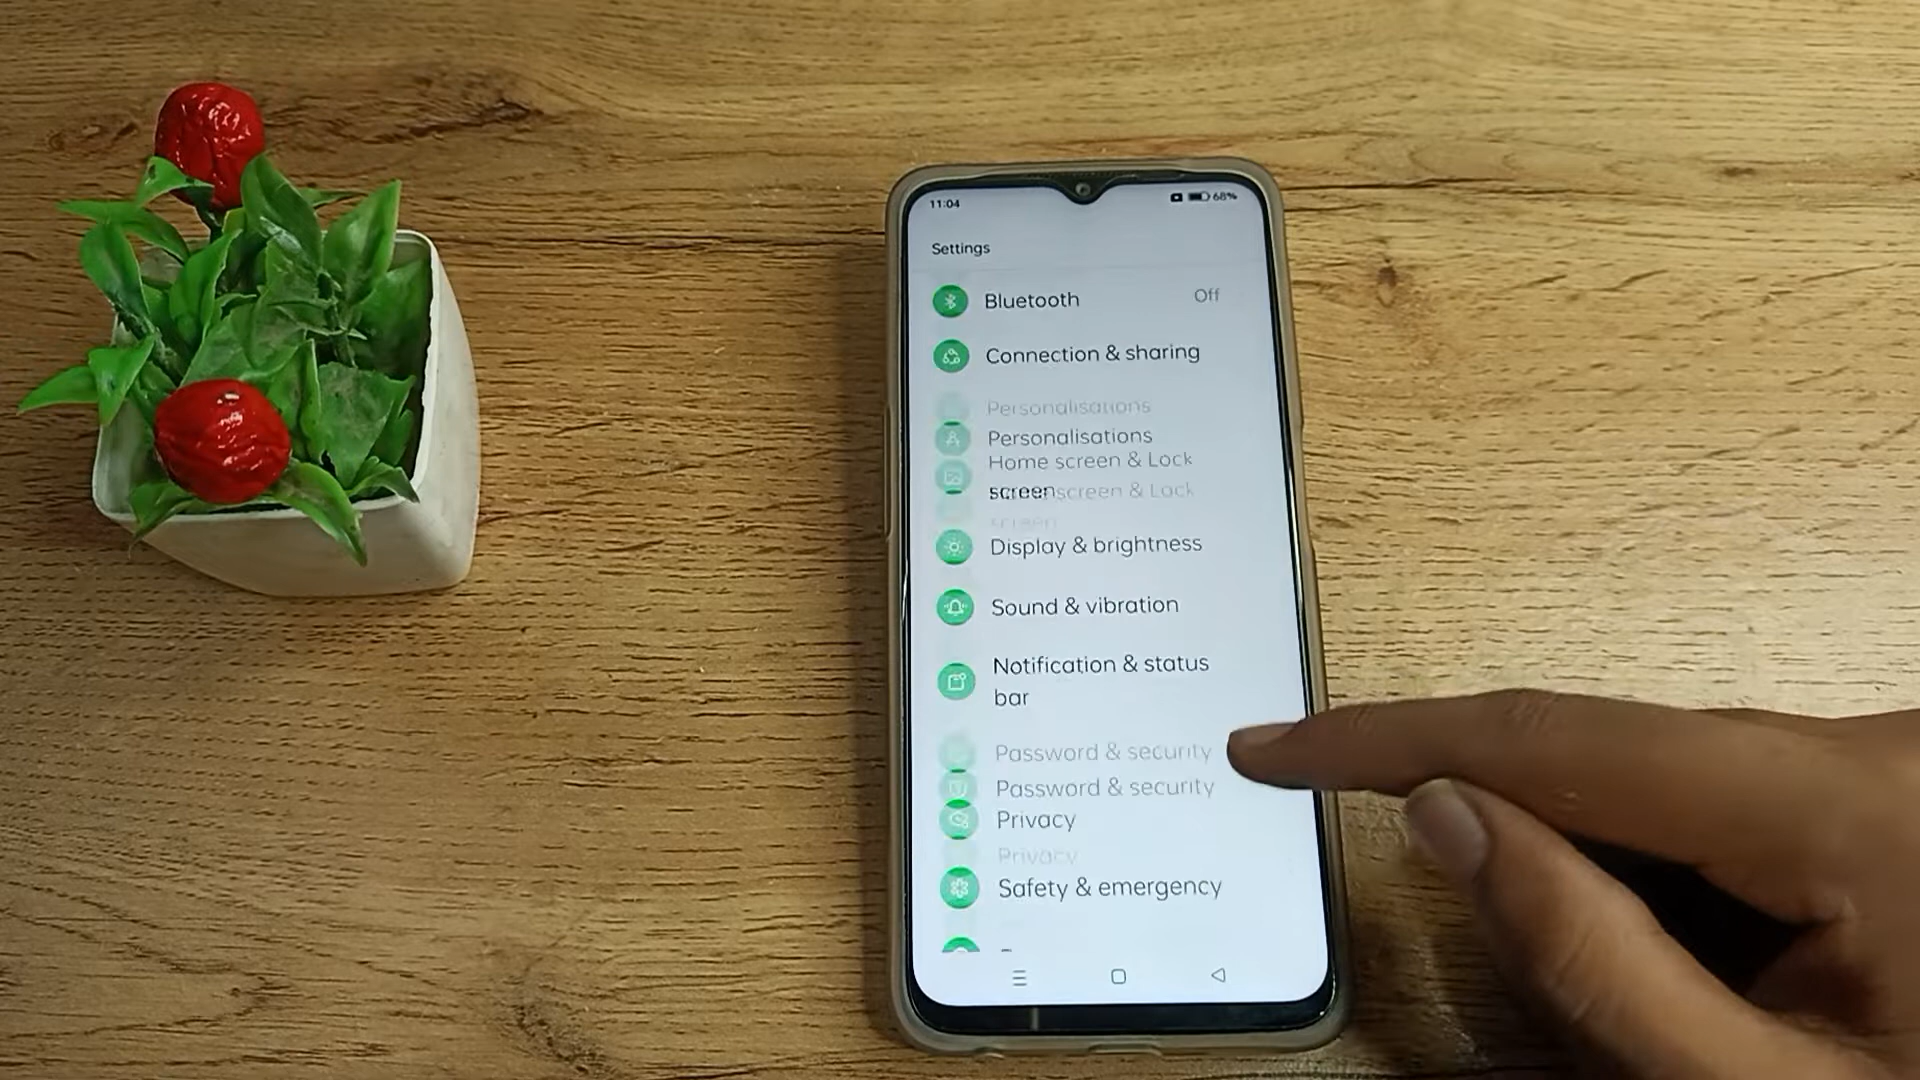 11:04
68%
Settings
Bluetooth
Off
Connection & sharing
Personalisations
Personalisations
Home screen & Lock
screen
screen & Lock
screen
Display & brightness
Sound & vibration
Notification & status
bar
Password & security
Password & security
Privacy
Privacy
Safety & emergency